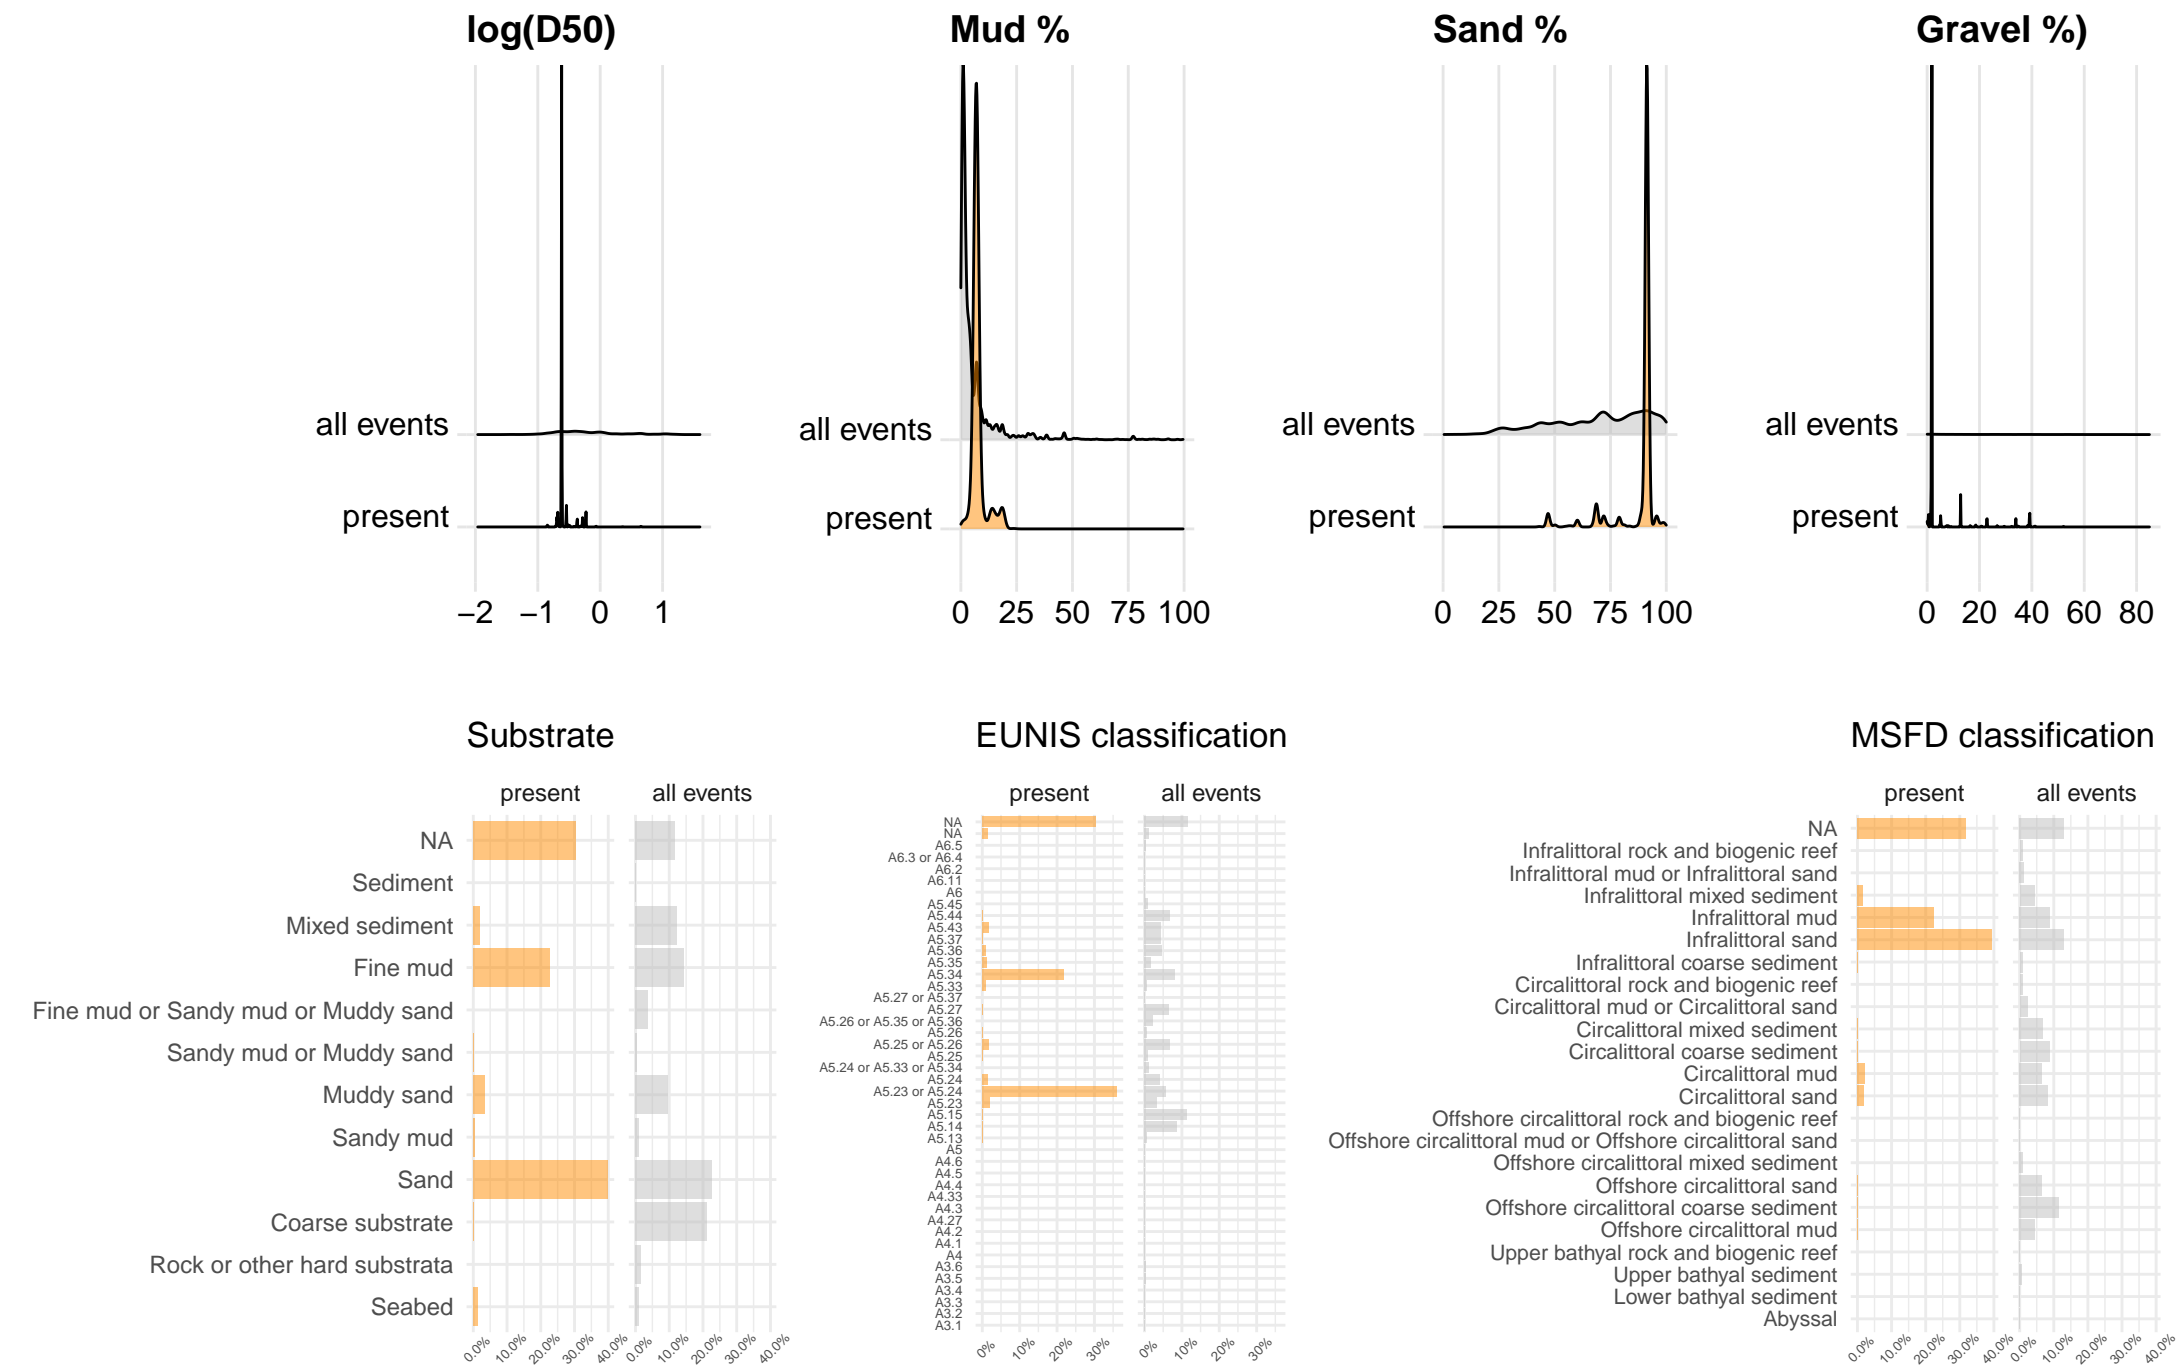 log(D50)
Mud %
Sand %
Gravel %)
all events
present
−2 −1 0 1
all events
present
0 25 50 75 100
all events
present
0 25 50 75 100
all events
present
0 20 40 60 80
Substrate
present all events
NA
Sediment
Mixed sediment
Fine mud
Fine mud or Sandy mud or Muddy sand
Sandy mud or Muddy sand
Muddy sand
Sandy mud
Sand
Coarse substrate
Rock or other hard substrata
Seabed
0.0% 10.0% 20.0% 30.0% 40.0% 0.0% 10.0% 20.0% 30.0% 40.0%
EUNIS classification
present all events
NA
NA
A6.5
A6.3 or A6.4
A6.2
A6.11
A6
A5.45
A5.44
A5.43
A5.37
A5.36
A5.35
A5.34
A5.33
A5.27 or A5.37
A5.27
A5.26 or A5.35 or A5.36
A5.26
A5.25 or A5.26
A5.25
A5.24 or A5.33 or A5.34
A5.24
A5.23 or A5.24
A5.23
A5.15
A5.14
A5.13
A5
A4.6
A4.5
A4.4
A4.33
A4.3
A4.27
A4.2
A4.1
A4
A3.6
A3.5
A3.4
A3.3
A3.2
A3.1
0% 10% 20% 30% 0% 10% 20% 30%
MSFD classification
present all events
NA
Infralittoral rock and biogenic reef
Infralittoral mud or Infralittoral sand
Infralittoral mixed sediment
Infralittoral mud
Infralittoral sand
Infralittoral coarse sediment
Circalittoral rock and biogenic reef
Circalittoral mud or Circalittoral sand
Circalittoral mixed sediment
Circalittoral coarse sediment
Circalittoral mud
Circalittoral sand
Offshore circalittoral rock and biogenic reef
Offshore circalittoral mud or Offshore circalittoral sand
Offshore circalittoral mixed sediment
Offshore circalittoral sand
Offshore circalittoral coarse sediment
Offshore circalittoral mud
Upper bathyal rock and biogenic reef
Upper bathyal sediment
Lower bathyal sediment
Abyssal
0.0% 10.0% 20.0% 30.0% 40.0% 0.0% 10.0% 20.0% 30.0% 40.0%